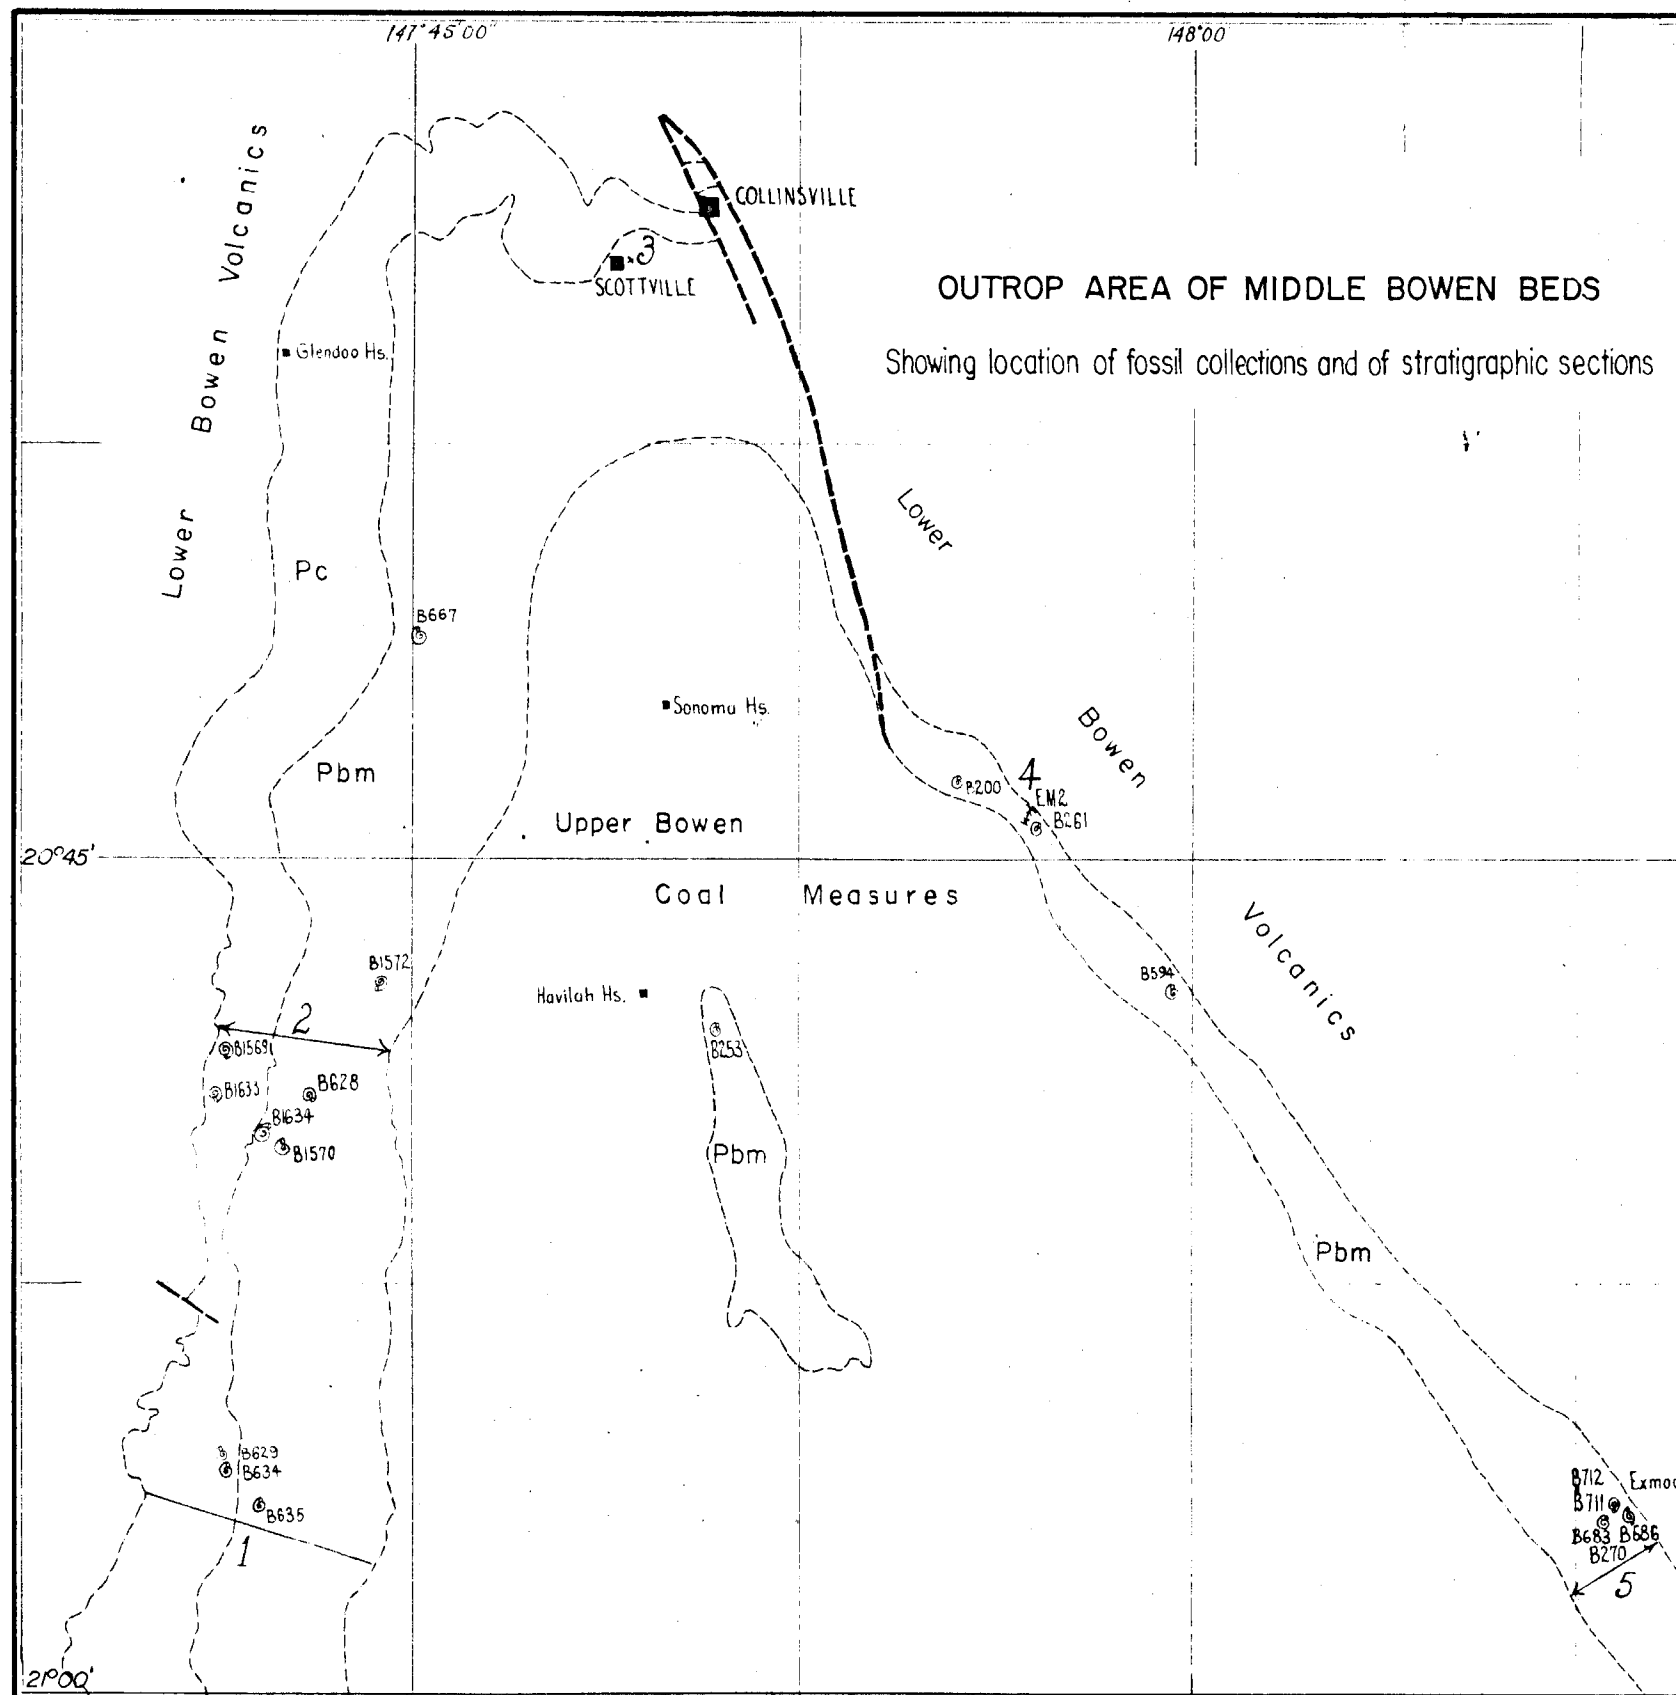 147°45'00"
148°00'
Lower Bowen Volcanics
COLLINSVILLE
3
SCOTTVILLE
OUTROP AREA OF MIDDLE BOWEN BEDS
Showing location of fossil collections and of stratigraphic sections
Glendoo Hs.
Lower Bowen Volcanics
Pc
B667
Sonoma Hs.
Pbm
4
B200
EM2
B261
Upper Bowen
20°45'
Coal Measures
B1572
B594
Havilah Hs.
2
B1569
B253
B1633
B628
B1634
B1570
Pbm
Pbm
B629
B634
B635
1
B712
B711
B683
B686
B270
5
21°00'